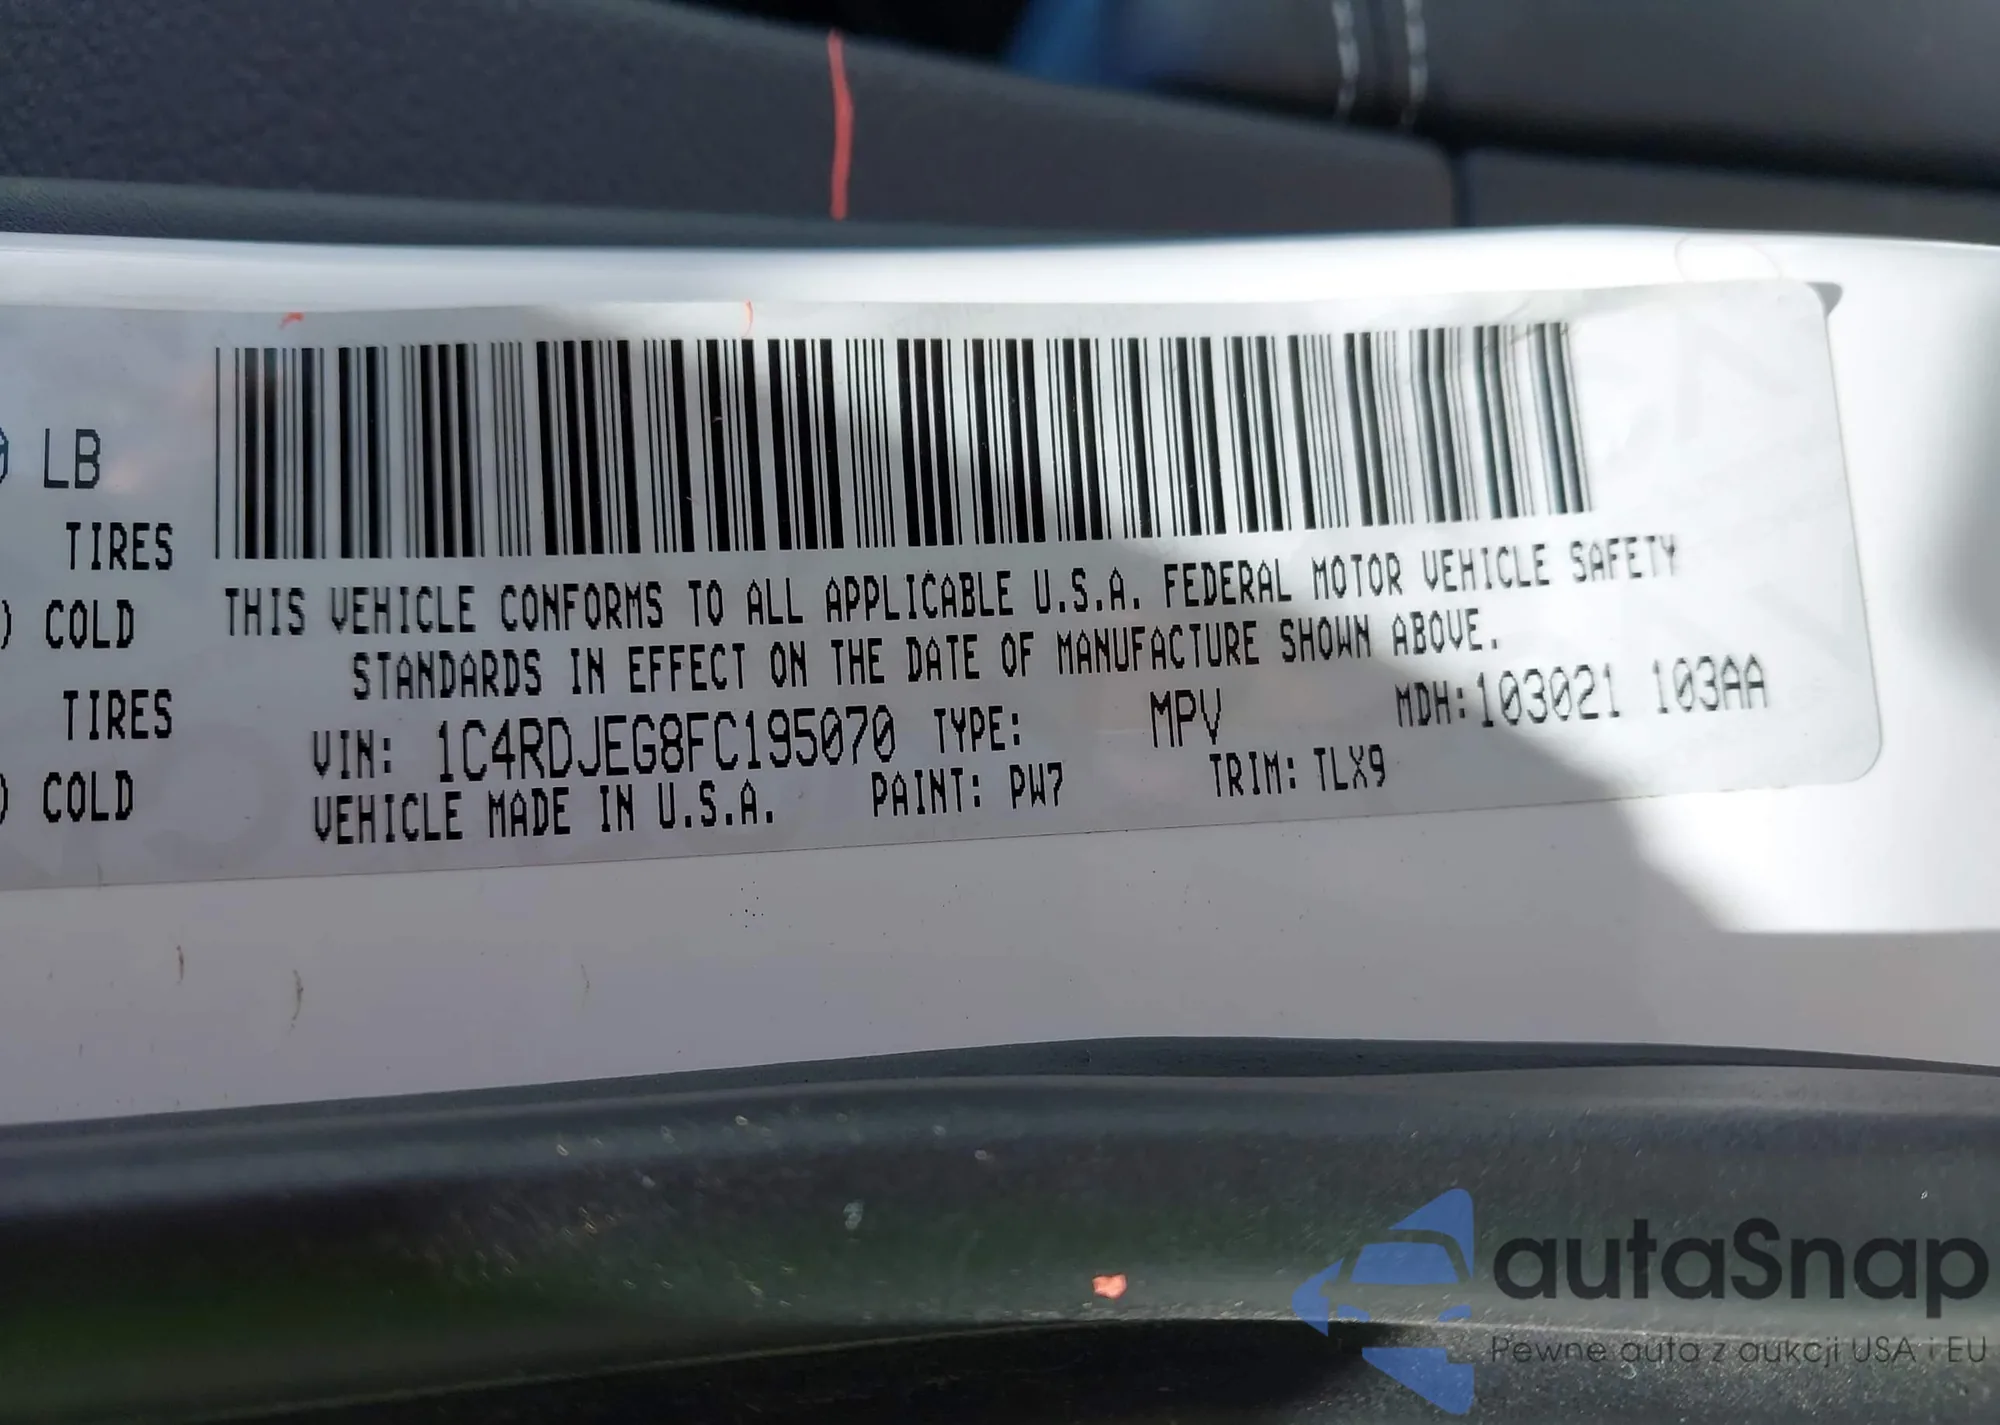 LB
TIRES
COLD
TIRES
COLD
THIS VEHICLE CONFORMS TO ALL APPLICABLE U.S.A. FEDERAL MOTOR VEHICLE SAFETY
STANDARDS IN EFFECT ON THE DATE OF MANUFACTURE SHOWN ABOVE.
VIN: 1C4RDJEG8FC195070 TYPE: MPV MDH: 103021 103AA
VEHICLE MADE IN U.S.A. PAINT: PW7 TRIM: TLX9
autaSnap
Pewne auta z aukcji USA i EU